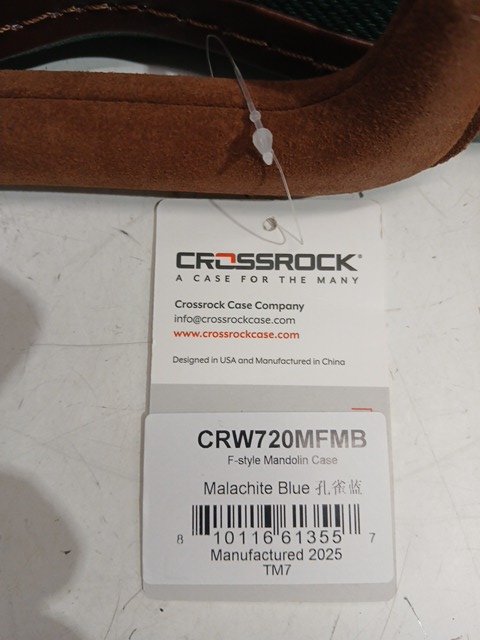 CROSSROCK®
A CASE FOR THE MANY
Crossrock Case Company
info@crossrockcase.com
www.crossrockcase.com
Designed in USA and Manufactured in China
CRW720MFMB
F-style Mandolin Case
Malachite Blue 孔雀蓝
8 10116 61355 7
Manufactured 2025
TM7